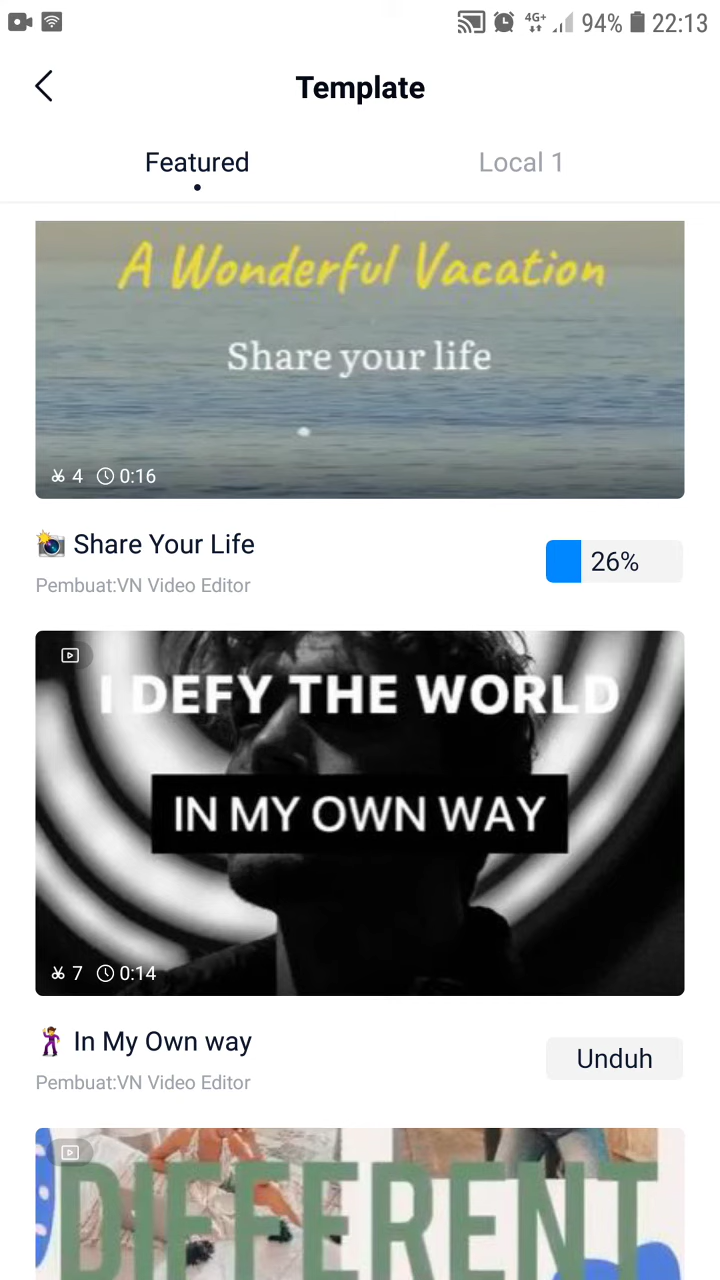 4G+ 94% 22:13
Template
Featured Local 1
A Wonderful Vacation
Share your life
4 0:16
Share Your Life
Pembuat:VN Video Editor
26%
I DEFY THE WORLD
IN MY OWN WAY
7 0:14
In My Own way
Pembuat:VN Video Editor
Unduh
DIFFERENT